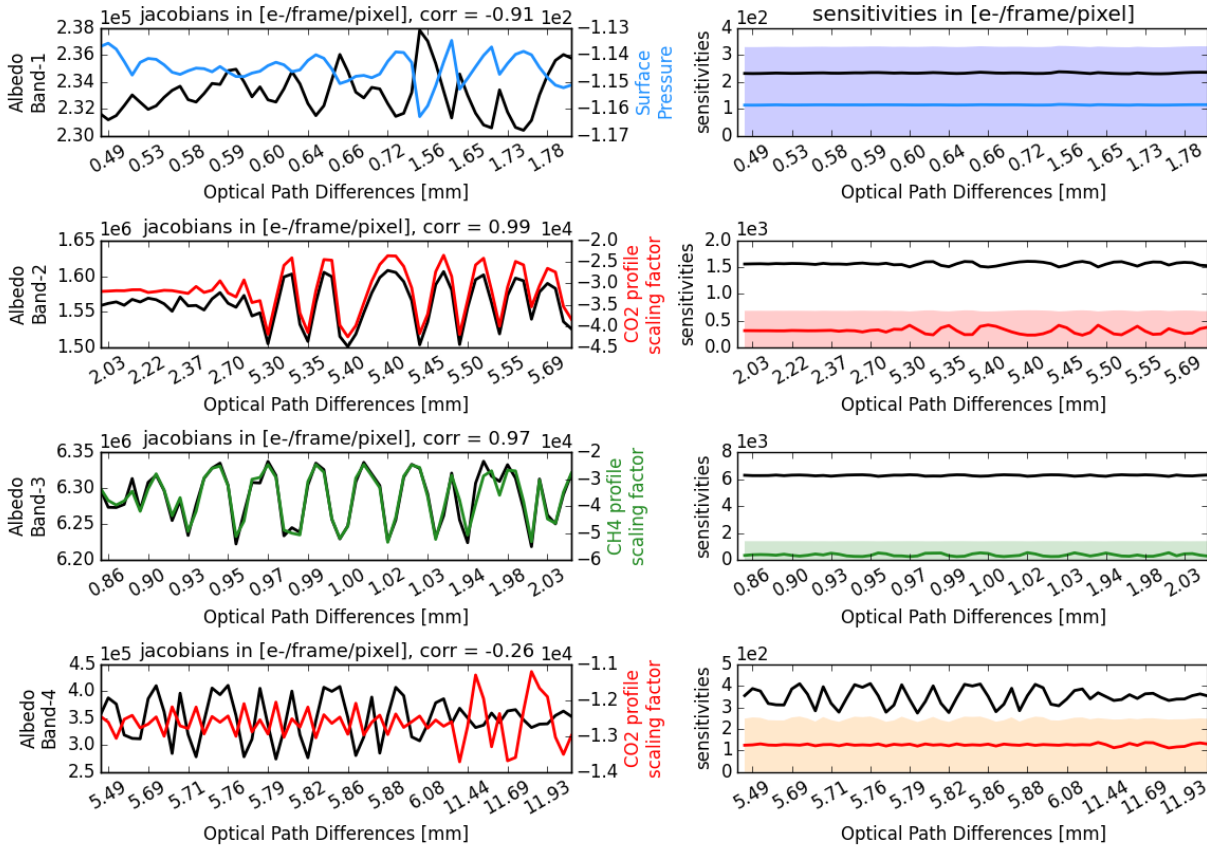 1e5 jacobians in [e-/frame/pixel], corr = -0.91 1e2
2.38
2.36
2.34
2.32
2.30
Albedo
Band-1
−1.13
−1.14
−1.15
−1.16
−1.17
Surface
Pressure
0.49 0.53 0.58 0.59 0.60 0.64 0.66 0.72 1.56 1.65 1.73 1.78
Optical Path Differences [mm]
sensitivities in [e-/frame/pixel]
1e2
4
3
2
1
0
sensitivities
0.49 0.53 0.58 0.59 0.60 0.64 0.66 0.72 1.56 1.65 1.73 1.78
Optical Path Differences [mm]
1e6 jacobians in [e-/frame/pixel], corr = 0.99 1e4
1.65
1.60
1.55
1.50
Albedo
Band-2
−2.0
−2.5
−3.0
−3.5
−4.0
−4.5
CO2 profile
scaling factor
2.03 2.22 2.37 2.70 5.30 5.35 5.40 5.40 5.45 5.50 5.55 5.69
Optical Path Differences [mm]
1e3
2.0
1.5
1.0
0.5
0.0
sensitivities
2.03 2.22 2.37 2.70 5.30 5.35 5.40 5.40 5.45 5.50 5.55 5.69
Optical Path Differences [mm]
1e6 jacobians in [e-/frame/pixel], corr = 0.97 1e4
6.35
6.30
6.25
6.20
Albedo
Band-3
−2
−3
−4
−5
−6
CH4 profile
scaling factor
0.86 0.90 0.93 0.95 0.97 0.99 1.00 1.03 1.94 1.98 2.03
Optical Path Differences [mm]
1e3
8
6
4
2
0
sensitivities
0.86 0.90 0.93 0.95 0.97 0.99 1.00 1.03 1.94 1.98 2.03
Optical Path Differences [mm]
1e5 jacobians in [e-/frame/pixel], corr = -0.26 1e4
4.5
4.0
3.5
3.0
2.5
Albedo
Band-4
−1.1
−1.2
−1.3
−1.4
CO2 profile
scaling factor
5.49 5.69 5.71 5.76 5.79 5.82 5.86 5.88 6.08 11.44 11.69 11.93
Optical Path Differences [mm]
1e2
5
4
3
2
1
0
sensitivities
5.49 5.69 5.71 5.76 5.79 5.82 5.86 5.88 6.08 11.44 11.69 11.93
Optical Path Differences [mm]